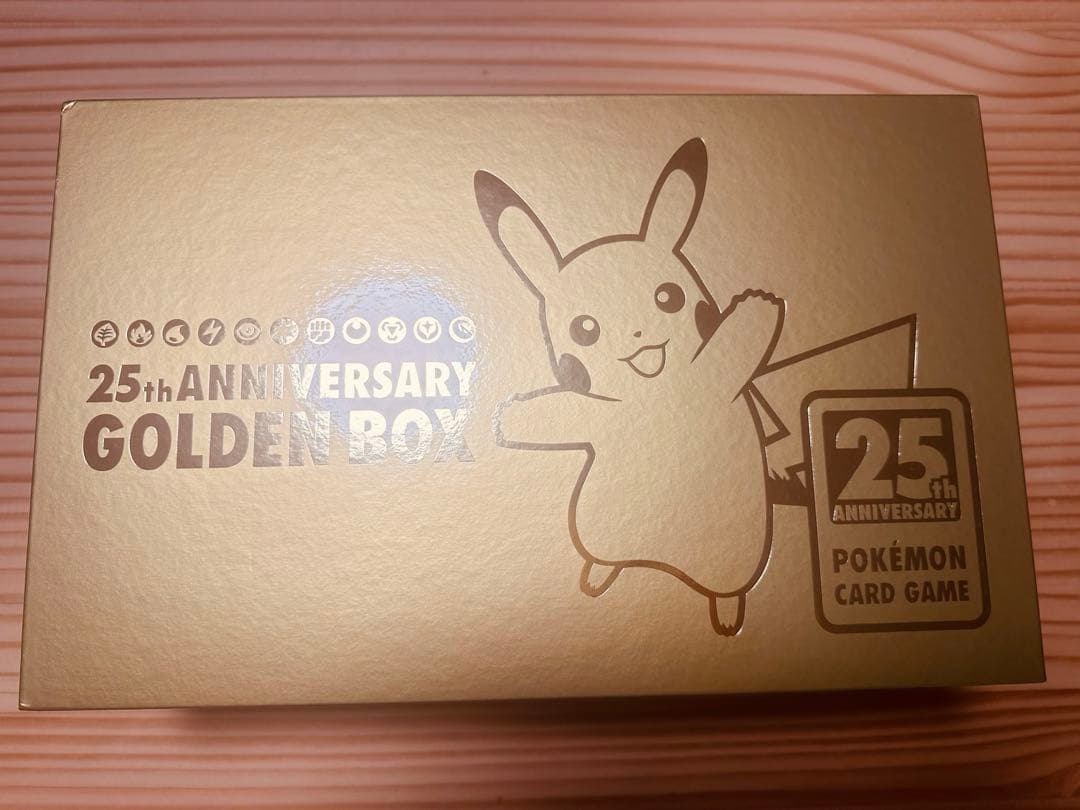 25th ANNIVERSARY
GOLDEN BOX
25th
ANNIVERSARY
POKÉMON
CARD GAME